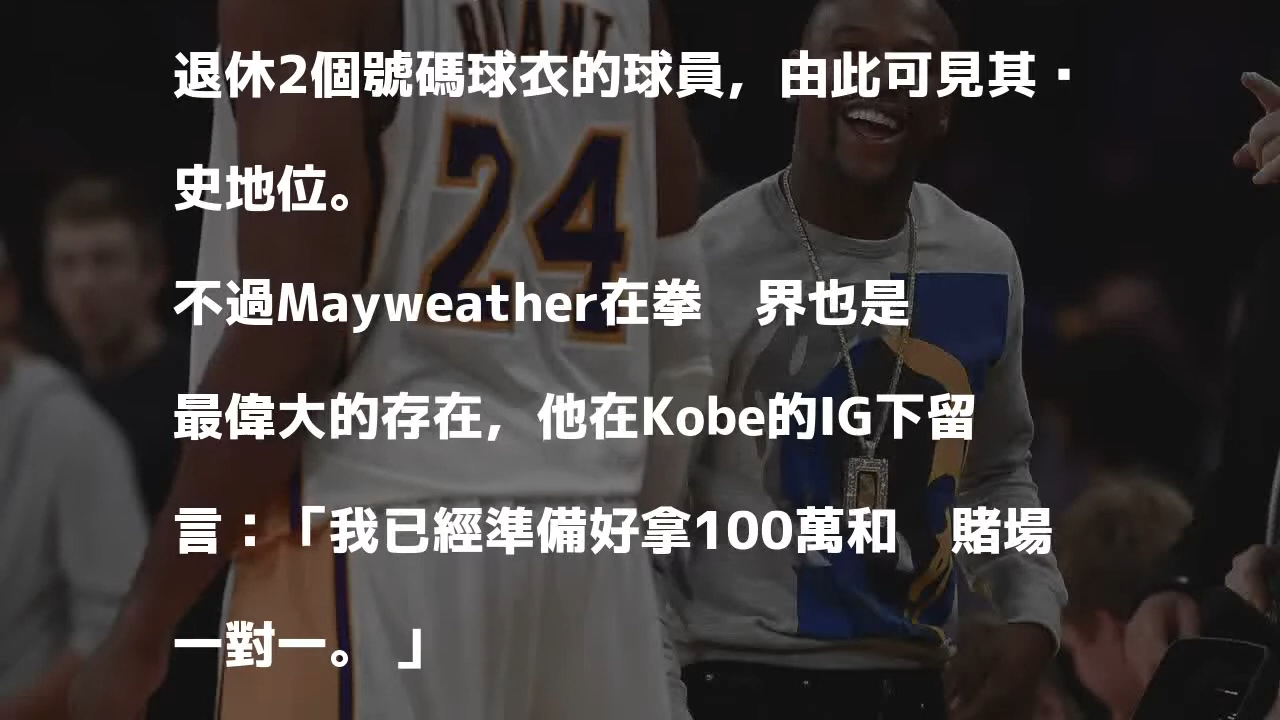 BRYANT
24
退休2個號碼球衣的球員，由此可見其▪
史地位。
不過Mayweather在拳　界也是
最偉大的存在，他在Kobe的IG下留
言：「我已經準備好拿100萬和　賭場
一對一。 」